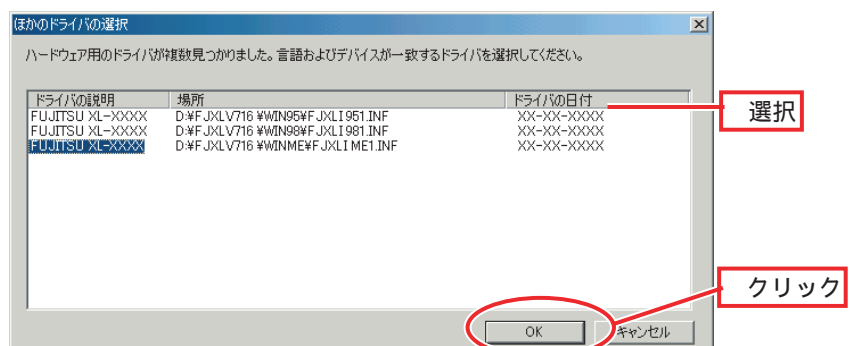 ほかのドライバの選択
ハードウェア用のドライバが複数見つかりました。言語およびデバイスが一致するドライバを選択してください。
ドライバの説明 場所 ドライバの日付
FUJITSU XL-XXXX D:¥FJXLV716 ¥WIN95¥FJXLI951.INF XX-XX-XXXX
FUJITSU XL-XXXX D:¥FJXLV716 ¥WIN98¥FJXLI981.INF XX-XX-XXXX
FUJITSU XL-XXXX D:¥FJXLV716 ¥WINME¥FJXLIME1.INF XX-XX-XXXX
選択
クリック
OK キャンセル